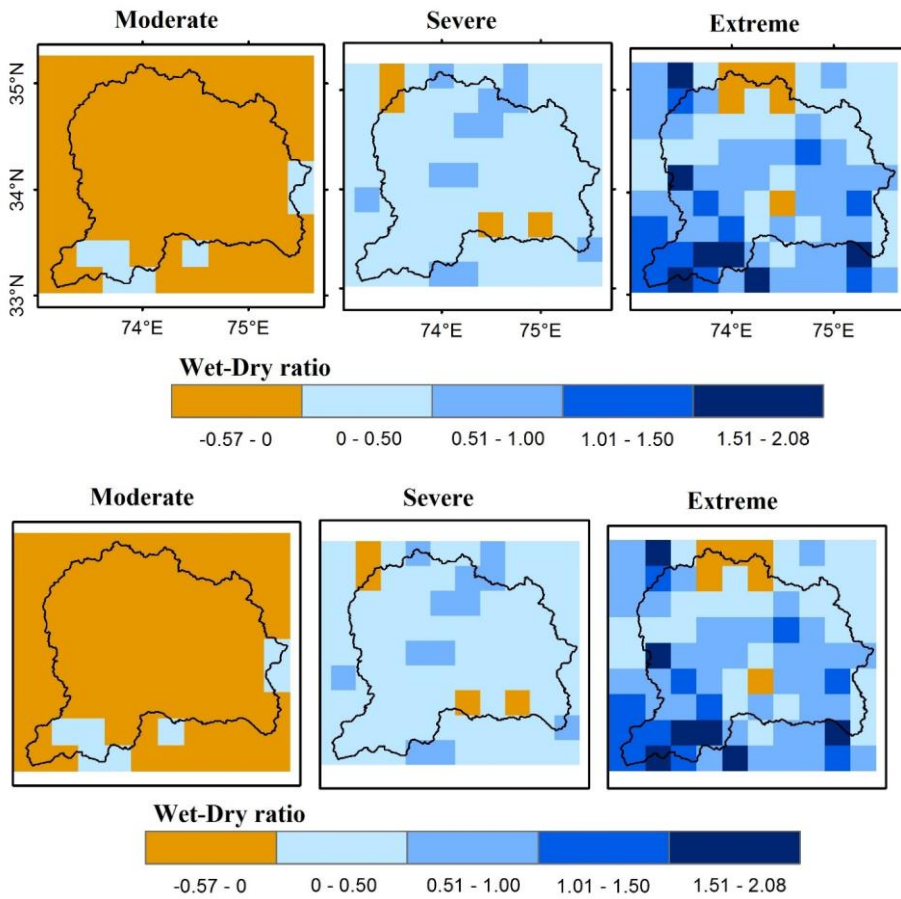 Moderate Severe Extreme
35°N
34°N
33°N
74°E 75°E 74°E 75°E 74°E 75°E
Wet-Dry ratio
-0.57 - 0 0 - 0.50 0.51 - 1.00 1.01 - 1.50 1.51 - 2.08
Moderate Severe Extreme
Wet-Dry ratio
-0.57 - 0 0 - 0.50 0.51 - 1.00 1.01 - 1.50 1.51 - 2.08